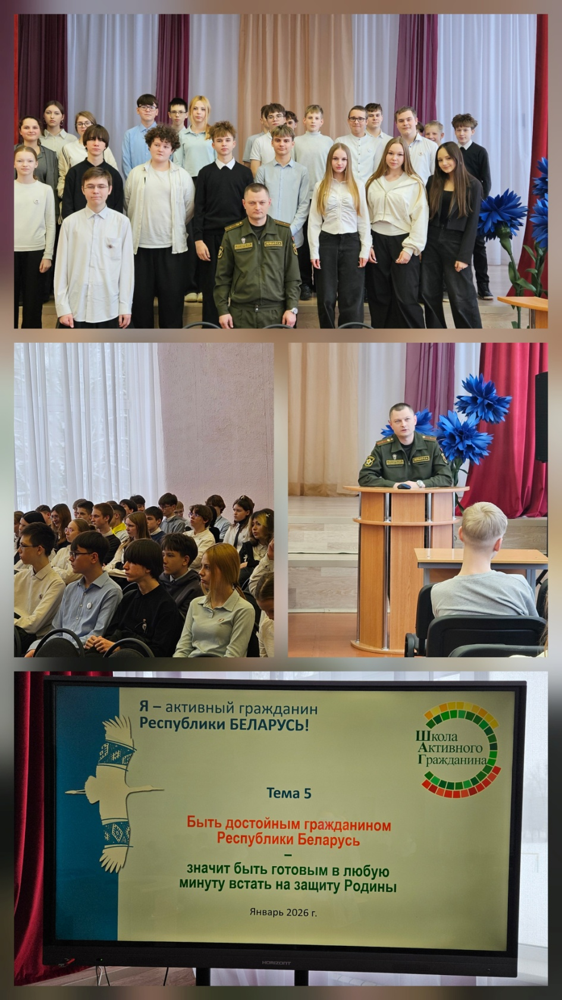 Я – активный гражданин
Республики БЕЛАРУСЬ!
Школа
Активного
Гражданина
Тема 5
Быть достойным гражданином
Республики Беларусь
–
значит быть готовым в любую
минуту встать на защиту Родины
Январь 2026 г.
HORIZONT